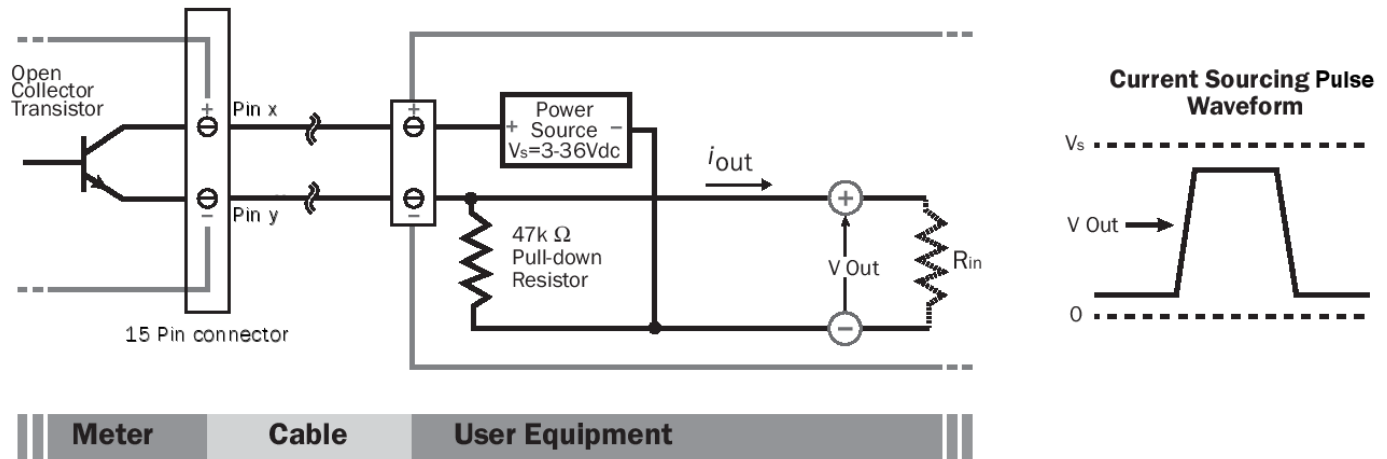 Open
Collector
Transistor
+
Pin x
−
Pin y
15 Pin connector
+
−
+
Power
Source
−
Vs=3-36Vdc
47k Ω
Pull-down
Resistor
iout
+
V Out
−
Rin
Current Sourcing Pulse
Waveform
Vs
V Out
0
Meter
Cable
User Equipment